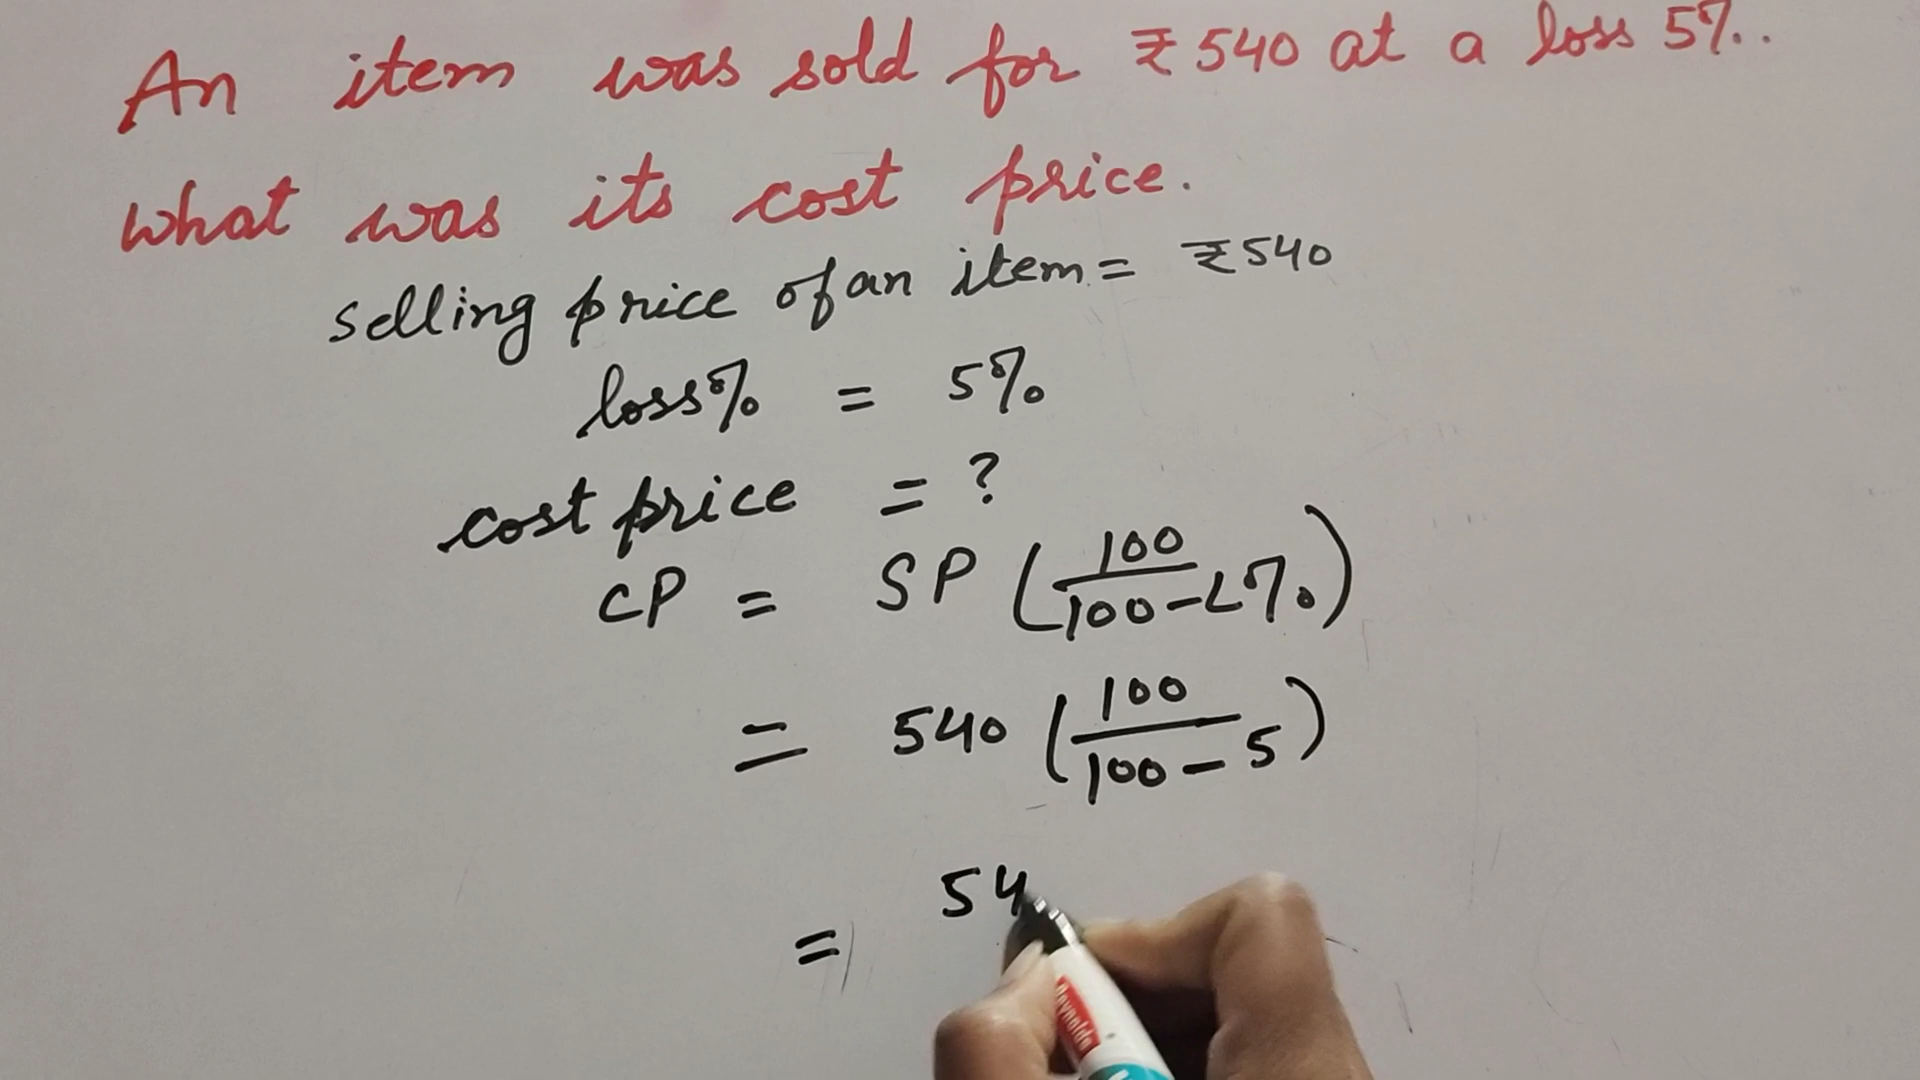 An item was sold for ₹540 at a loss 5%.
What was its cost price.
selling price of an item = ₹540
loss% = 5%
cost price = ?
CP = SP (100/100-L%)
= 540 (100/100-5)
= 54
Reynolds